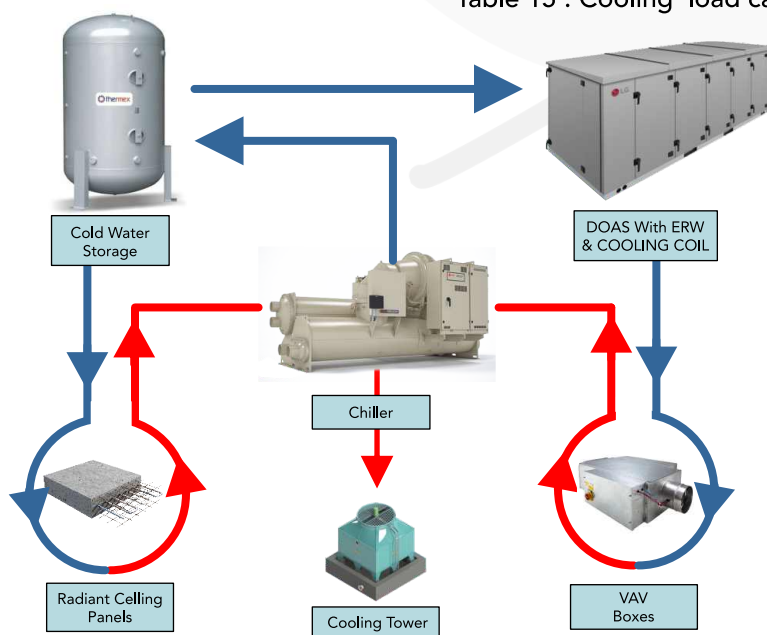 Table 15 : Cooling load ca
thermex
LG
Cold Water
Storage
DOAS With ERW
& COOLING COIL
Chiller
Radiant Celling
Panels
Cooling Tower
VAV
Boxes